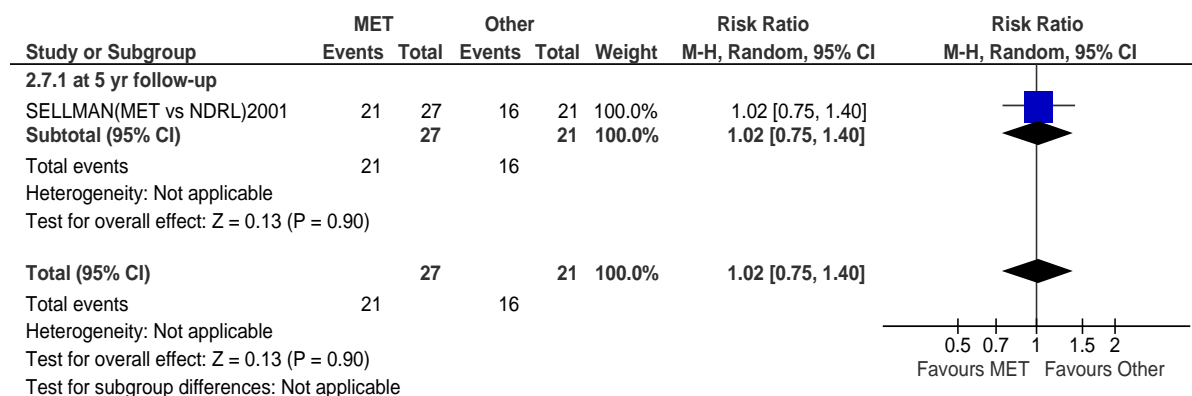 MET Other Risk Ratio Risk Ratio
Study or Subgroup Events Total Events Total Weight M-H, Random, 95% CI M-H, Random, 95% CI
2.7.1 at 5 yr follow-up
SELLMAN(MET vs NDRL)2001 21 27 16 21 100.0% 1.02 [0.75, 1.40]
Subtotal (95% CI) 27 21 100.0% 1.02 [0.75, 1.40]
Total events 21 16
Heterogeneity: Not applicable
Test for overall effect: Z = 0.13 (P = 0.90)
Total (95% CI) 27 21 100.0% 1.02 [0.75, 1.40]
Total events 21 16
Heterogeneity: Not applicable
Test for overall effect: Z = 0.13 (P = 0.90)
Test for subgroup differences: Not applicable
0.5 0.7 1 1.5 2
Favours MET Favours Other